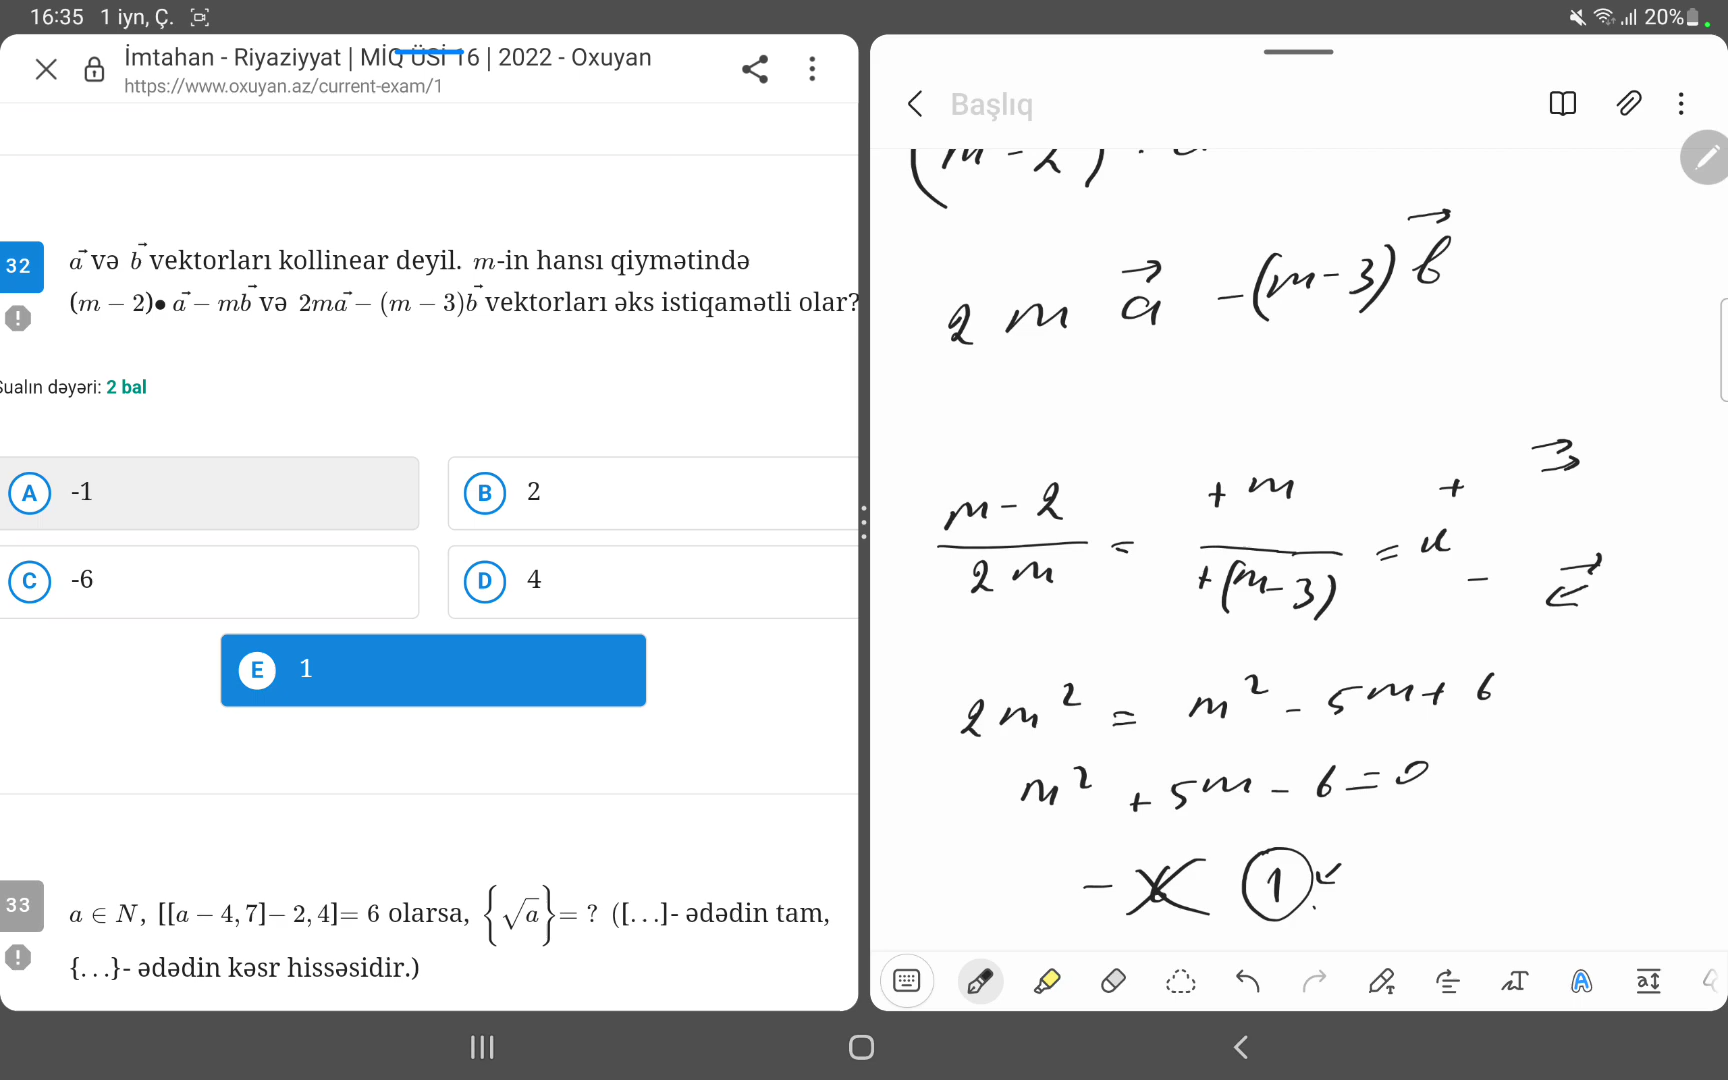 16:35 1 iyn, Ç. 20%
İmtahan - Riyaziyyat | MİQ ÜSİ 16 | 2022 - Oxuyan
https://www.oxuyan.az/current-exam/1
32
a⃗ və b⃗ vektorları kollinear deyil. m-in hansı qiymətində
(m − 2)• a⃗ − mb⃗ və 2ma⃗ − (m − 3)b⃗ vektorları əks istiqamətli olar?
Sualın dəyəri: 2 bal
A -1
B 2
C -6
D 4
E 1
33
a ∈ N, [[a − 4, 7]− 2, 4]= 6 olarsa, {√a}= ? ([...]- ədədin tam,
{...}- ədədin kəsr hissəsidir.)
Başlıq
(m - 2)
2 m a⃗ -(m-3) b⃗
m-2 / 2m = +m / +(m-3) = x + -
2m² = m² - 5m + 6
m² + 5m - 6 = 0
-6 1